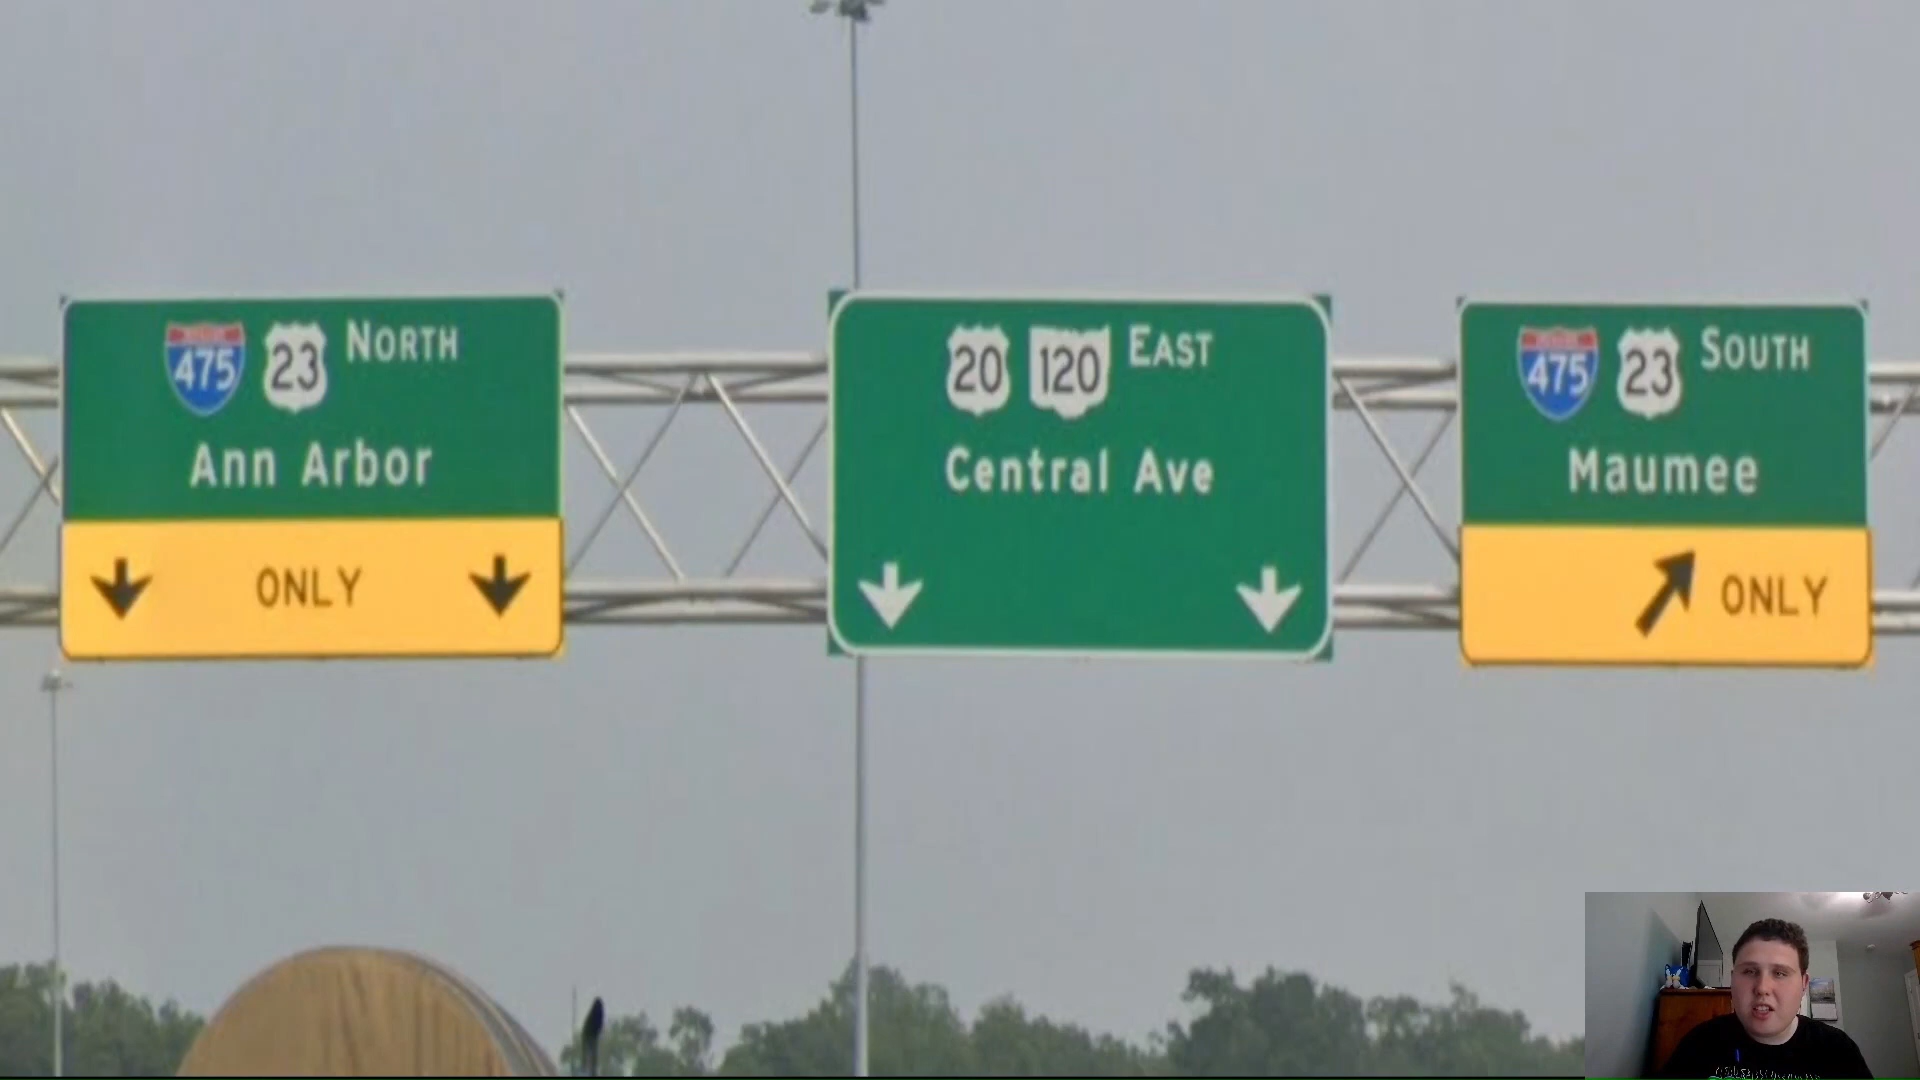 475 23 NORTH
Ann Arbor
ONLY
20 120 EAST
Central Ave
475 23 SOUTH
Maumee
ONLY